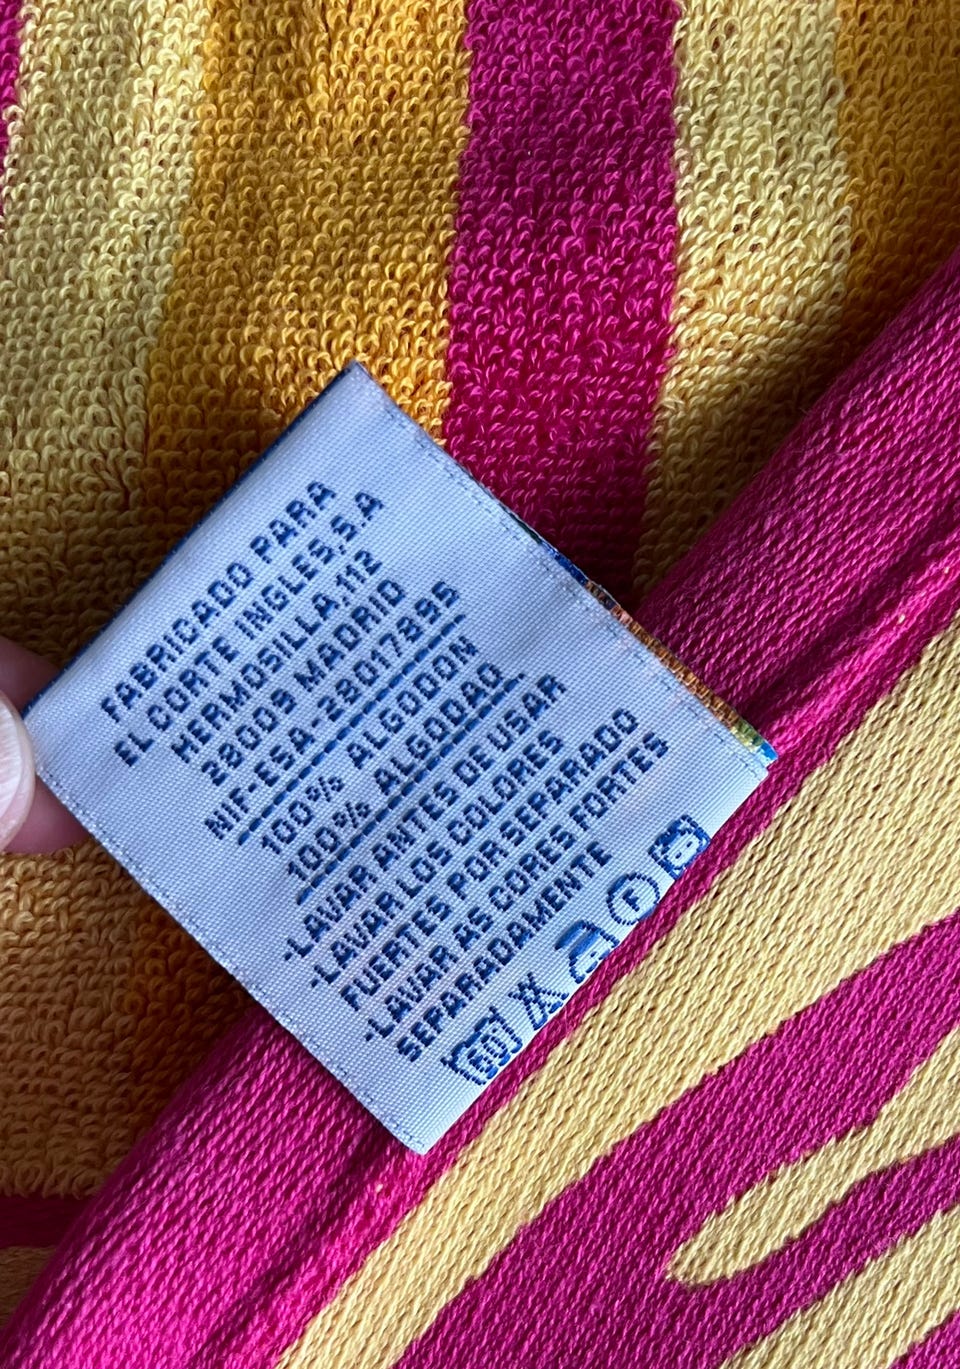 FABRICADO PARA
EL CORTE INGLES,S.A
HERMOSILLA,112
28009 MADRID
NIF-ESA-28017895
100% ALGODON
100% ALGODAO
-LAVAR ANTES DE USAR
-LAVAR LOS COLORES
FUERTES POR SEPARADO
-LAVAR AS CORES FORTES
SEPARADAMENTE
60 P